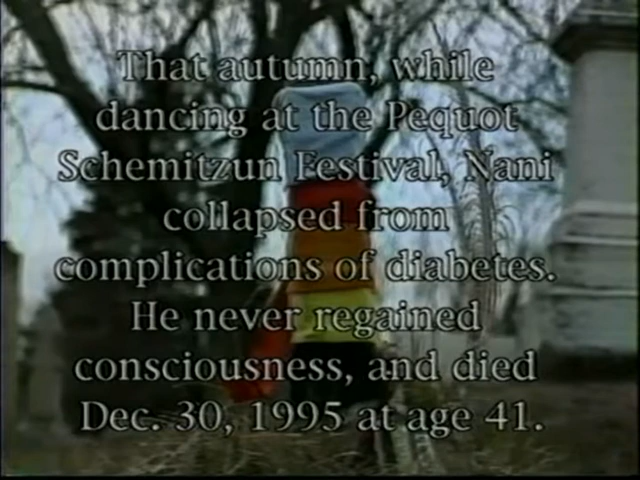 That autumn, while
dancing at the Pequot
Schemitzun Festival, Nani
collapsed from
complications of diabetes.
He never regained
consciousness, and died
Dec. 30, 1995 at age 41.